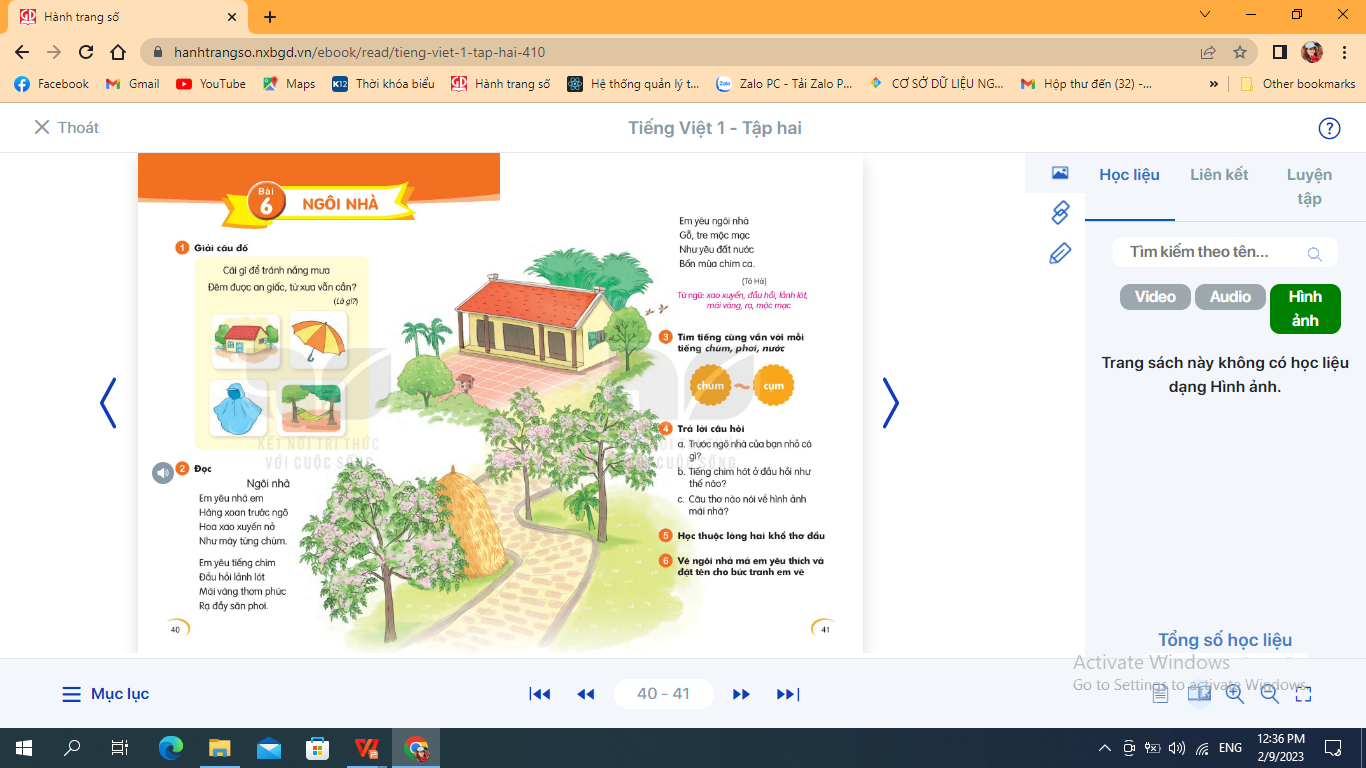 Hành trang số
hanhtrangso.nxbgd.vn/ebook/read/tieng-viet-1-tap-hai-410
Facebook
Gmail
YouTube
Maps
K12
Thời khóa biểu
Hành trang số
Hệ thống quản lý t...
Zalo PC - Tải Zalo P...
CƠ SỞ DỮ LIỆU NG...
Hộp thư đến (32) -...
»
Other bookmarks
Thoát
Tiếng Việt 1 - Tập hai
Bài
6
NGÔI NHÀ
1 Giải câu đố
Cái gì để tránh nắng mưa
Đêm được an giấc, từ xưa vẫn cần?
(Là gì?)
2 Đọc
Ngôi nhà
Em yêu nhà em
Hàng xoan trước ngõ
Hoa xao xuyến nở
Như mây từng chùm.
Em yêu tiếng chim
Đầu hồi lảnh lót
Mái vàng thơm phức
Rạ đầy sân phơi.
40
KẾT NỐI TRI THỨC
VỚI CUỘC SỐNG
Em yêu ngôi nhà
Gỗ, tre mộc mạc
Như yêu đất nước
Bốn mùa chim ca.
(Tô Hà)
Từ ngữ: xao xuyến, đầu hồi, lảnh lót,
mái vàng, rạ, mộc mạc
3 Tìm tiếng cùng vần với mỗi
tiếng chùm, phơi, nước
chùm ~ cụm
4 Trả lời câu hỏi
a. Trước ngõ nhà của bạn nhỏ có
gì?
b. Tiếng chim hót ở đầu hồi như
thế nào?
c. Câu thơ nào nói về hình ảnh
mái nhà?
5 Học thuộc lòng hai khổ thơ đầu
6 Vẽ ngôi nhà mà em yêu thích và
đặt tên cho bức tranh em vẽ
41
Học liệu
Liên kết
Luyện
tập
Tìm kiếm theo tên...
Video
Audio
Hình
ảnh
Trang sách này không có học liệu
dạng Hình ảnh.
Tổng số học liệu
Activate Windows
Go to Settings to activate Windows.
Mục lục
40 - 41
ENG
12:36 PM
2/9/2023